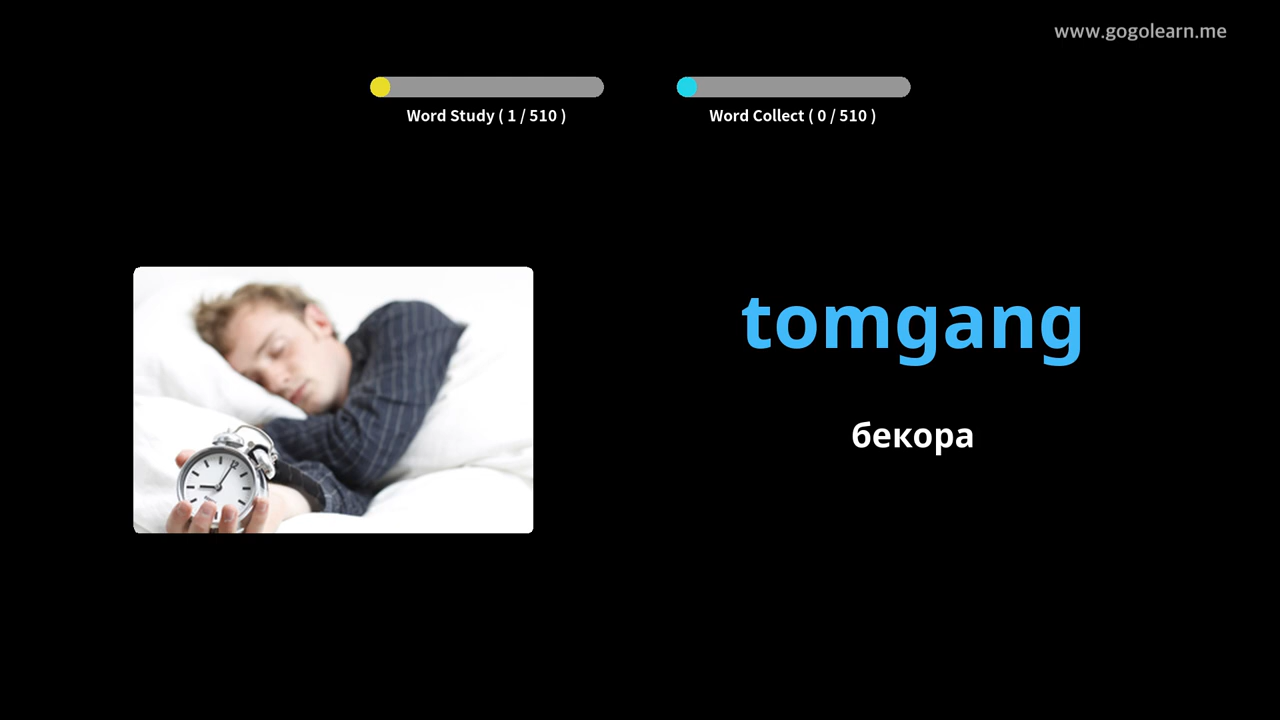 www.gogolearn.me
Word Study ( 1 / 510 )
Word Collect ( 0 / 510 )
tomgang
бекора